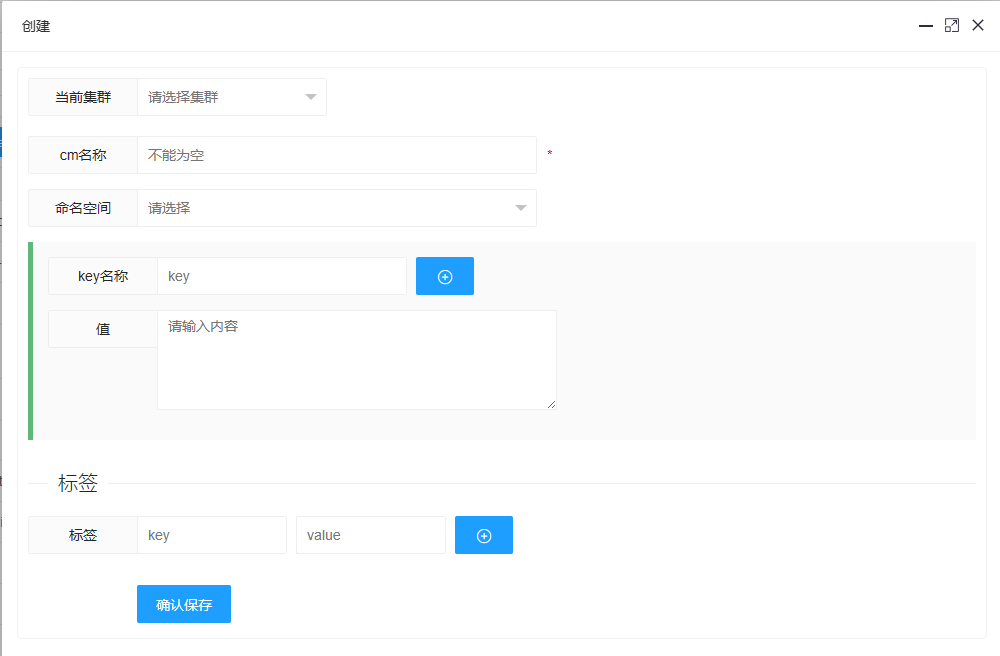 创建
当前集群 请选择集群
cm名称 不能为空 *
命名空间 请选择
key名称 key
值 请输入内容
标签
标签 key value
确认保存